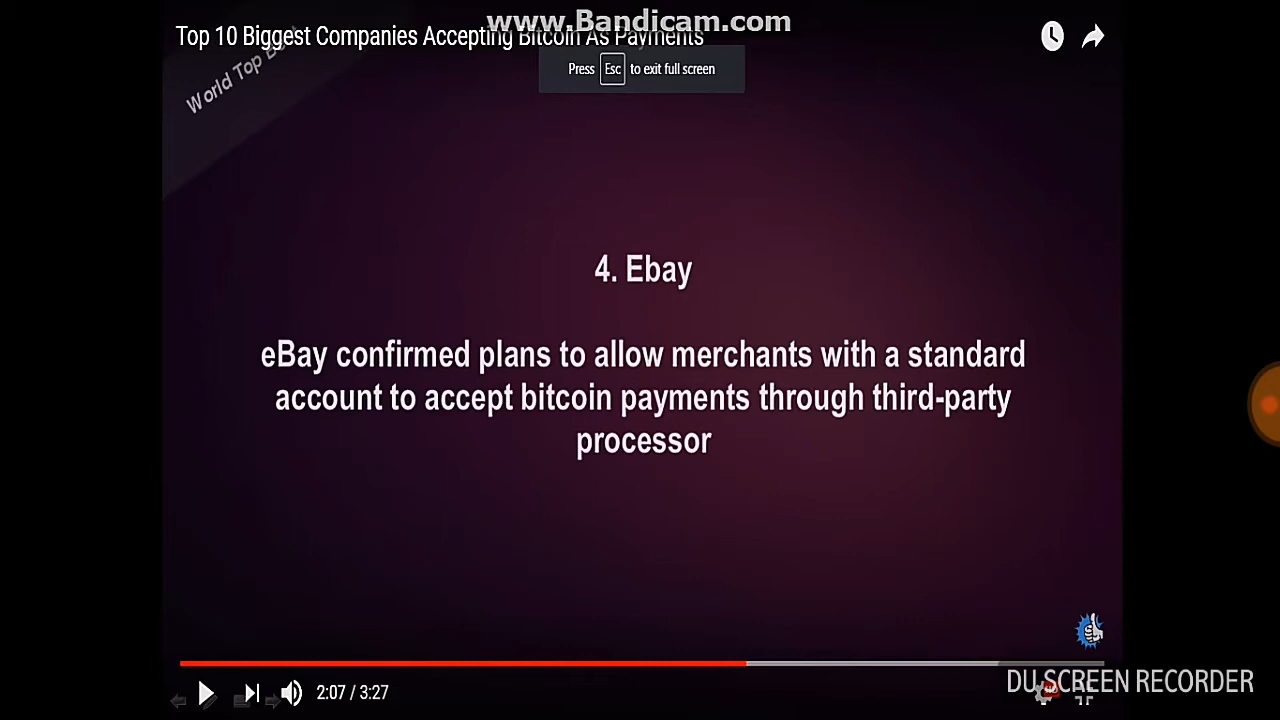 www.Bandicam.com
Top 10 Biggest Companies Accepting Bitcoin As Payments
Press Esc to exit full screen
World Top
4. Ebay
eBay confirmed plans to allow merchants with a standard
account to accept bitcoin payments through third-party
processor
2:07 / 3:27
HD
DU SCREEN RECORDER